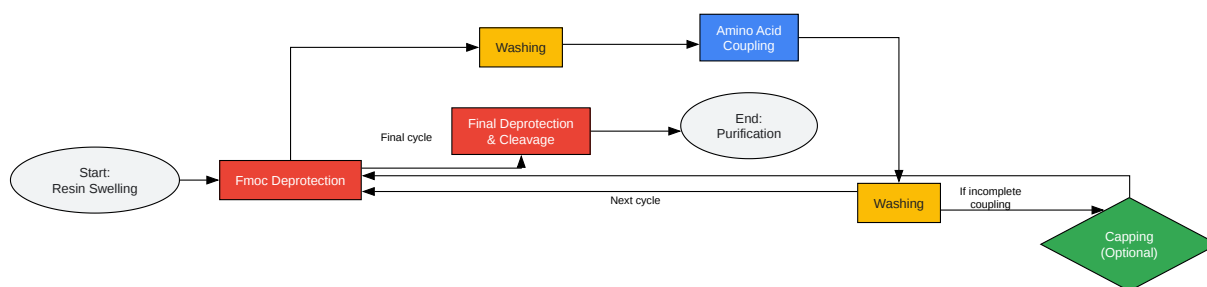 Washing
Amino Acid
Coupling
Final cycle
Final Deprotection
& Cleavage
End:
Purification
Start:
Resin Swelling
Fmoc Deprotection
Next cycle
Washing
If incomplete
coupling
Capping
(Optional)